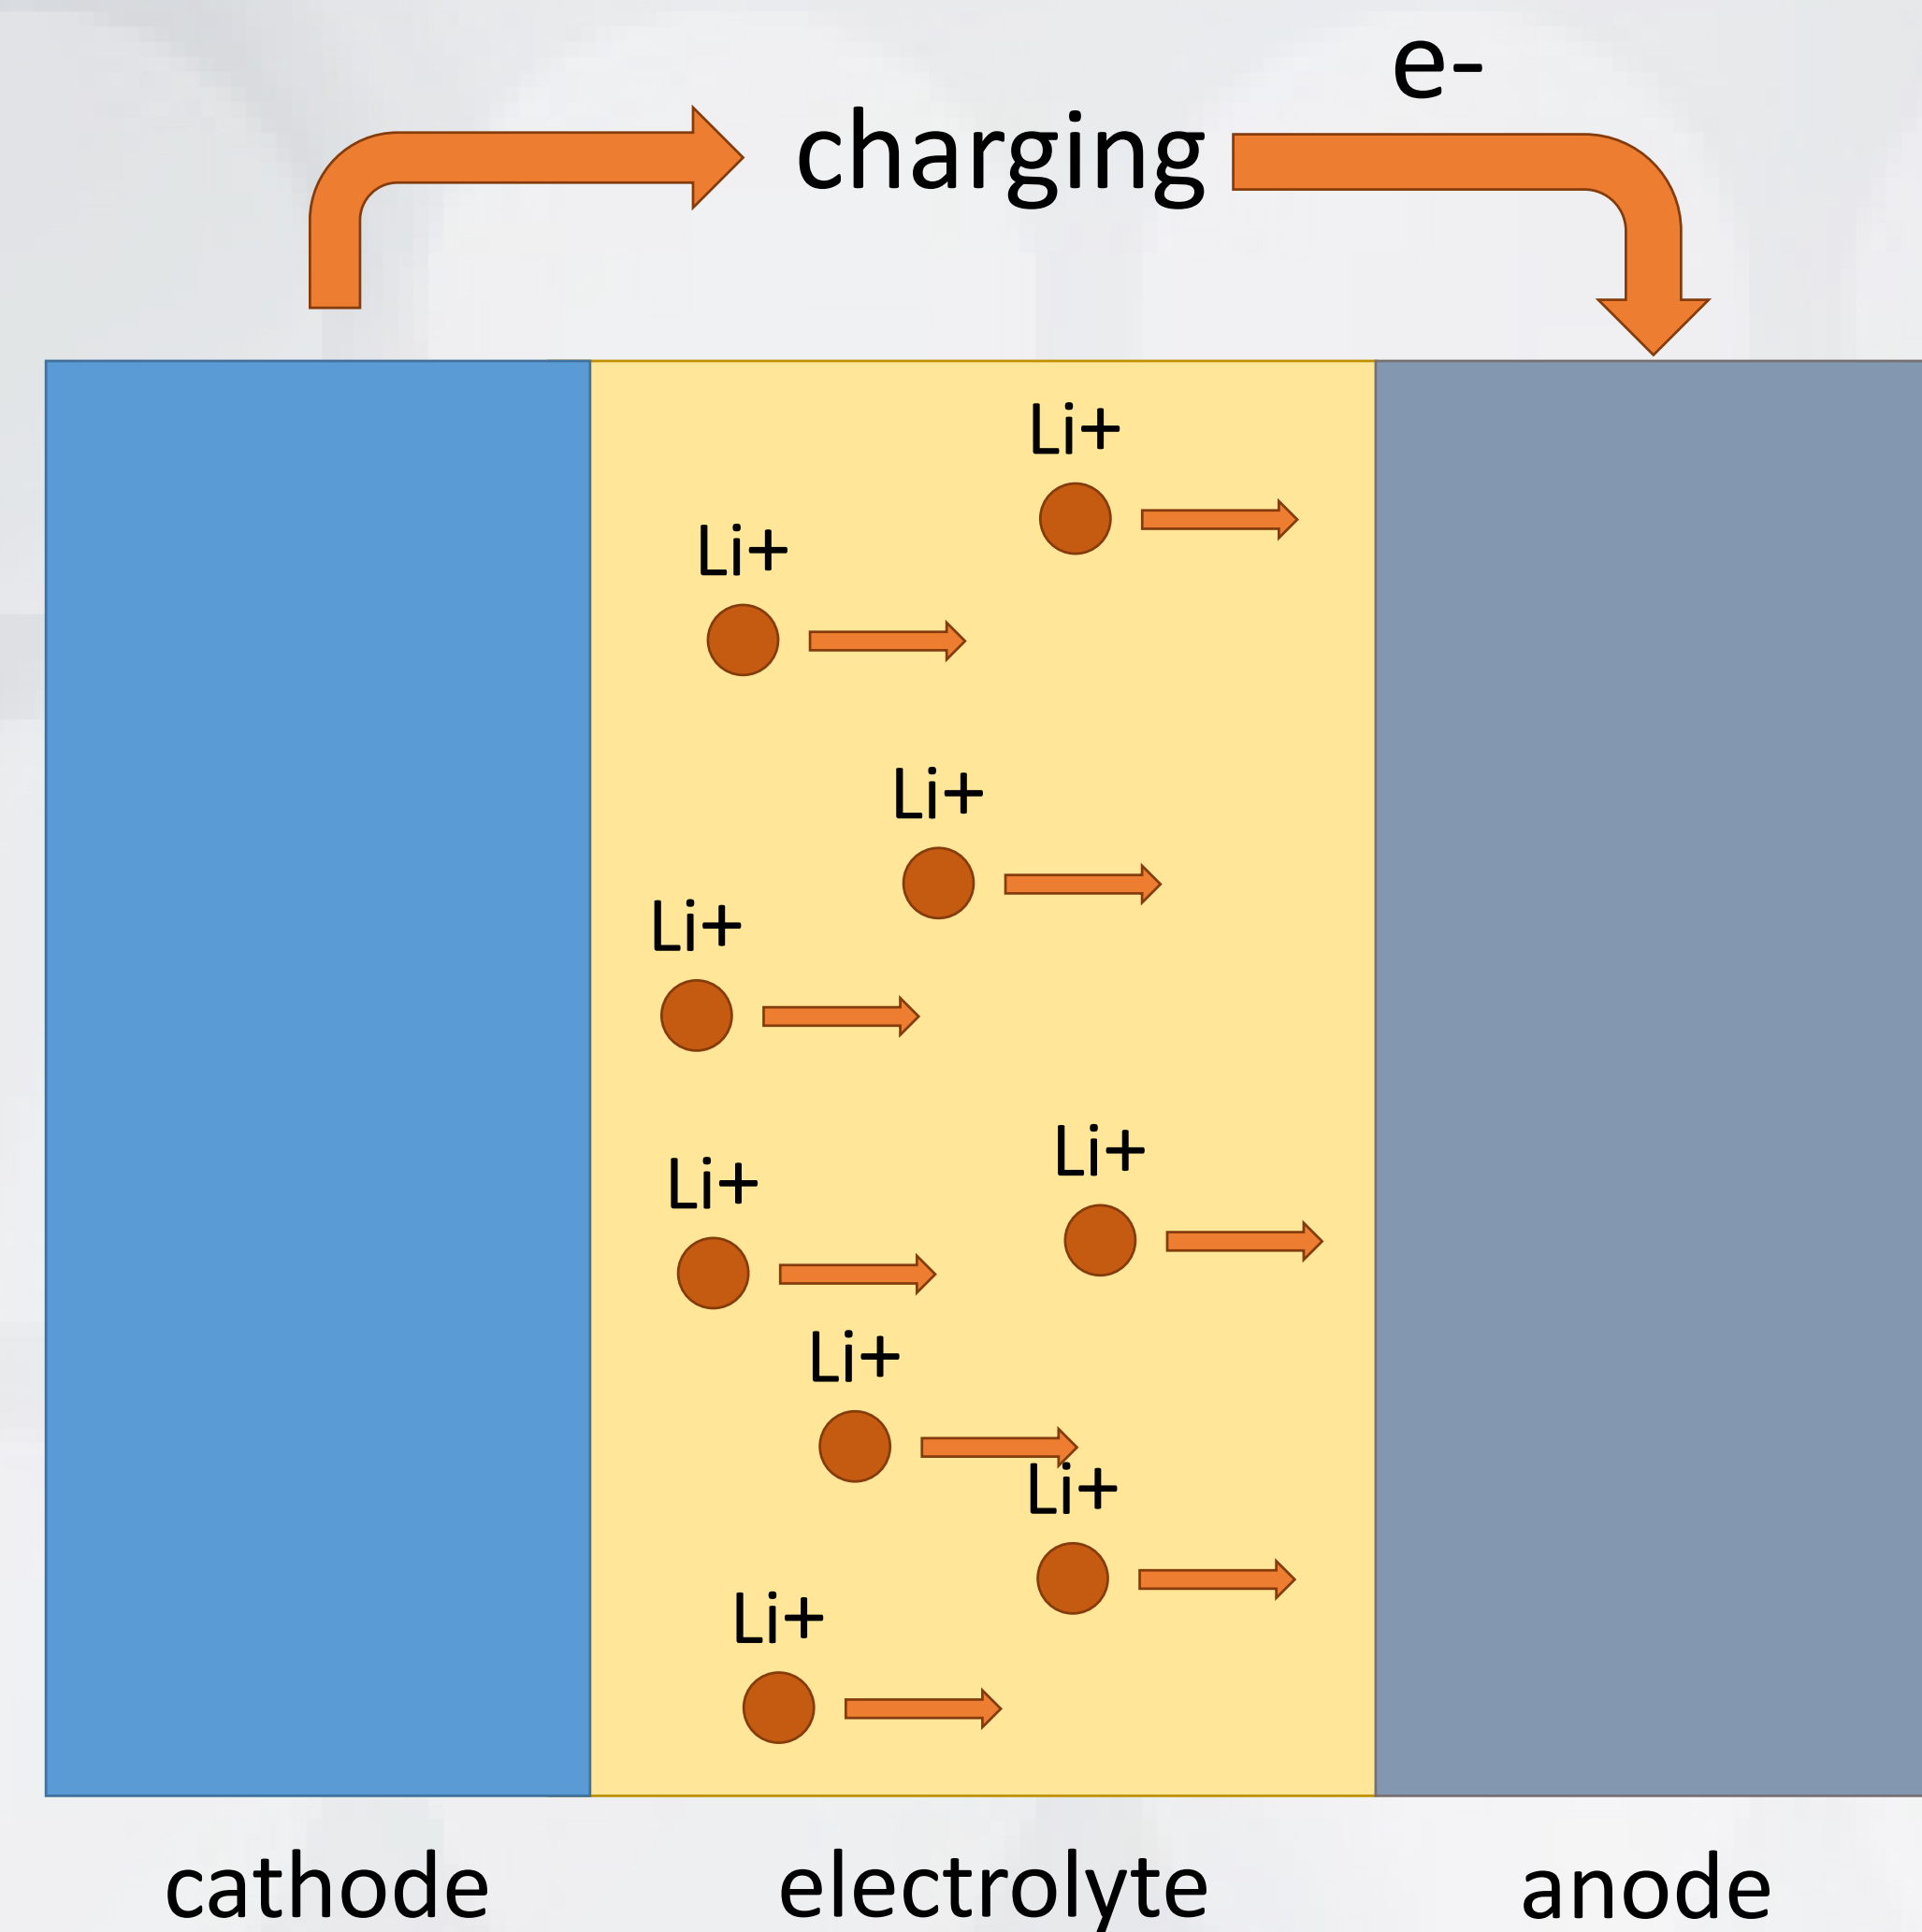 e-
charging
Li+
Li+
Li+
Li+
Li+
Li+
Li+
Li+
Li+
cathode
electrolyte
anode